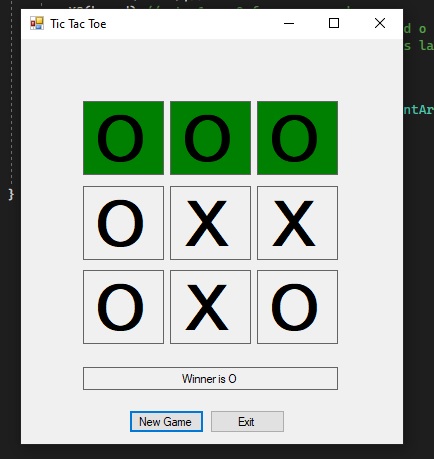 Tic Tac Toe
O O O
O X X
O X O
Winner is O
New Game Exit
d o
s la
ntAr
}